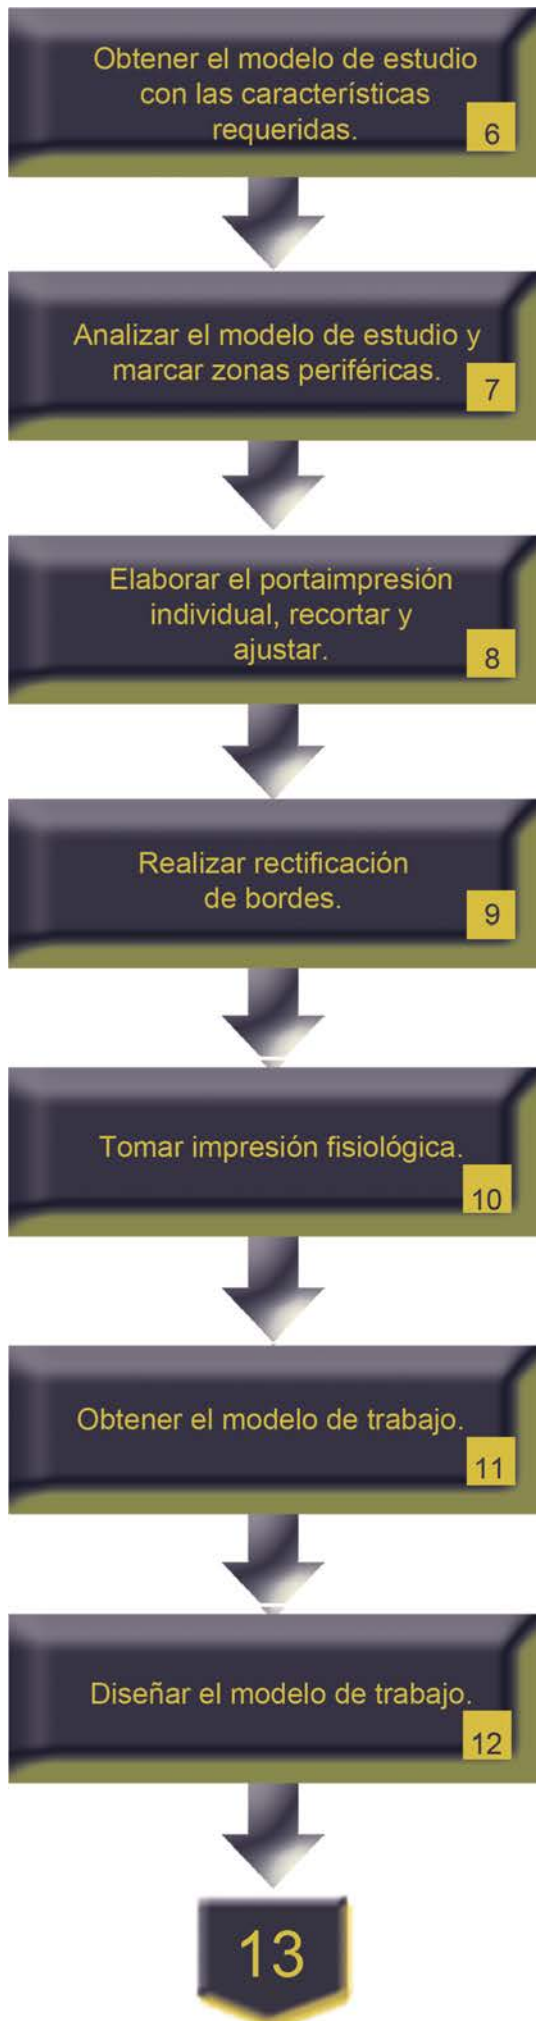 Obtener el modelo de estudio
con las características
requeridas.
6
Analizar el modelo de estudio y
marcar zonas periféricas.
7
Elaborar el portaimpresión
individual, recortar y
ajustar.
8
Realizar rectificación
de bordes.
9
Tomar impresión fisiológica.
10
Obtener el modelo de trabajo.
11
Diseñar el modelo de trabajo.
12
13